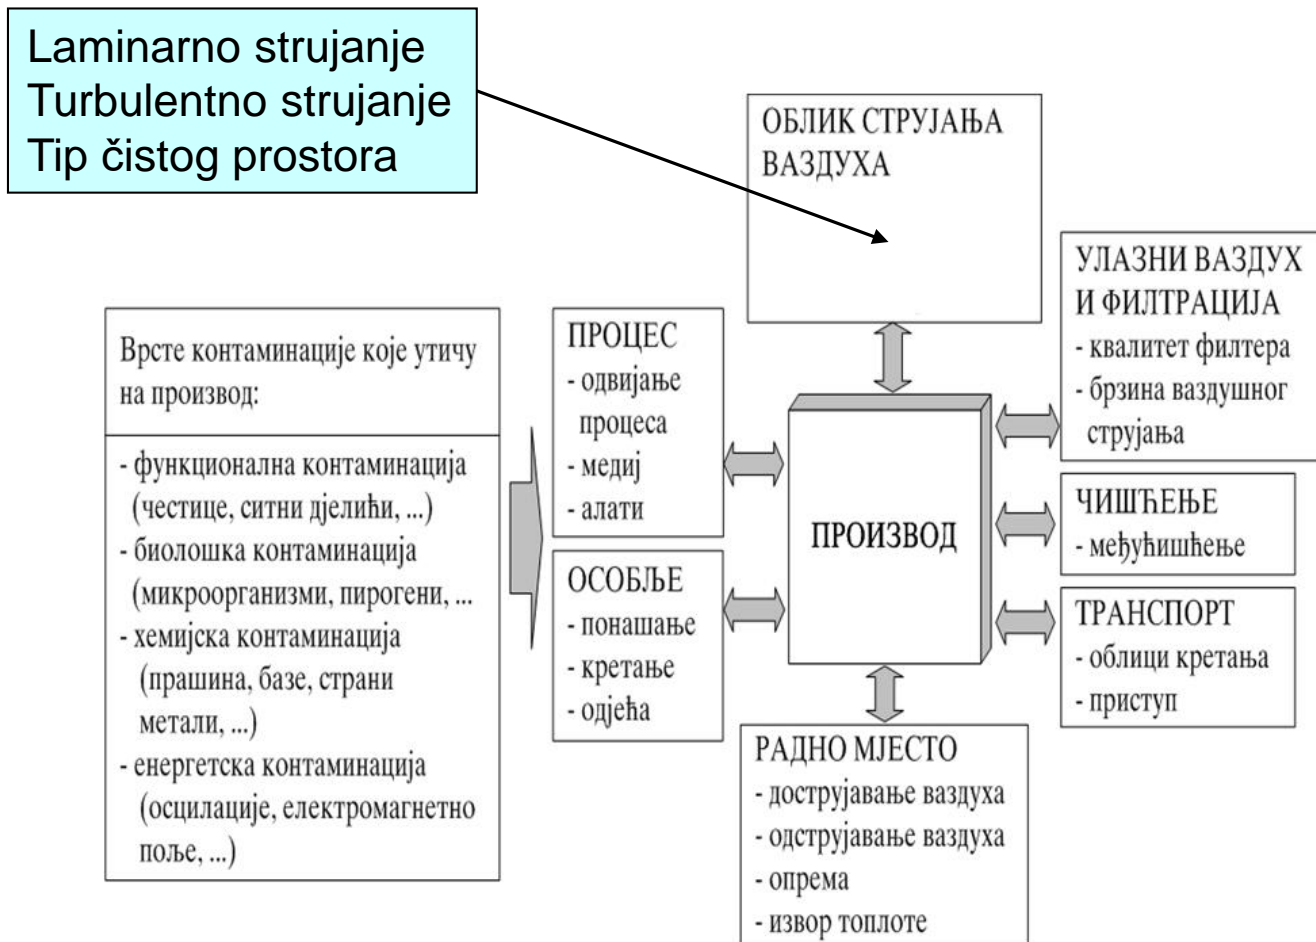 Laminarno strujanje
Turbulentno strujanje
Tip čistog prostora
ОБЛИК СТРУЈАЊА
ВАЗДУХА
УЛАЗНИ ВАЗДУХ
И ФИЛТРАЦИЈА
- квалитет филтера
- брзина ваздушног
струјања
Врсте контаминације које утичу
на производ:
- функционална контаминација
(честице, ситни дјелићи, ...)
- биолошка контаминација
(микроорганизми, пирогени, ...
- хемијска контаминација
(прашина, базе, страни
метали, ...)
- енергетска контаминација
(осцилације, електромагнетно
поље, ...)
ПРОЦЕС
- одвијање
процеса
- медиј
- алати
ОСОБЉЕ
- понашање
- кретање
- одјећа
ПРОИЗВОД
ЧИШЋЕЊЕ
- међућишћење
ТРАНСПОРТ
- облици кретања
- приступ
РАДНО МЈЕСТО
- дострујавање ваздуха
- одструјавање ваздуха
- опрема
- извор топлоте